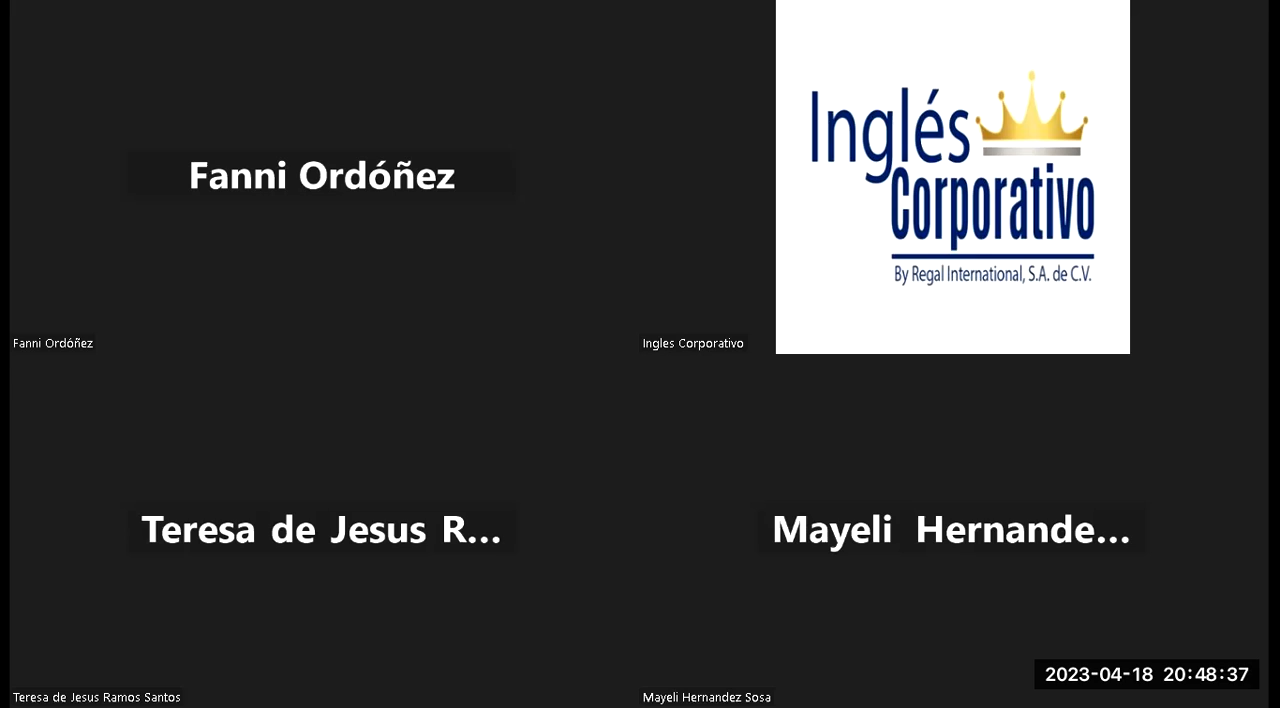 Fanni Ordóñez
Fanni Ordóñez
Inglés
Corporativo
By Regal International, S.A. de C.V.
Ingles Corporativo
Teresa de Jesus R...
Teresa de Jesus Ramos Santos
Mayeli Hernande...
Mayeli Hernandez Sosa
2023-04-18 20:48:37